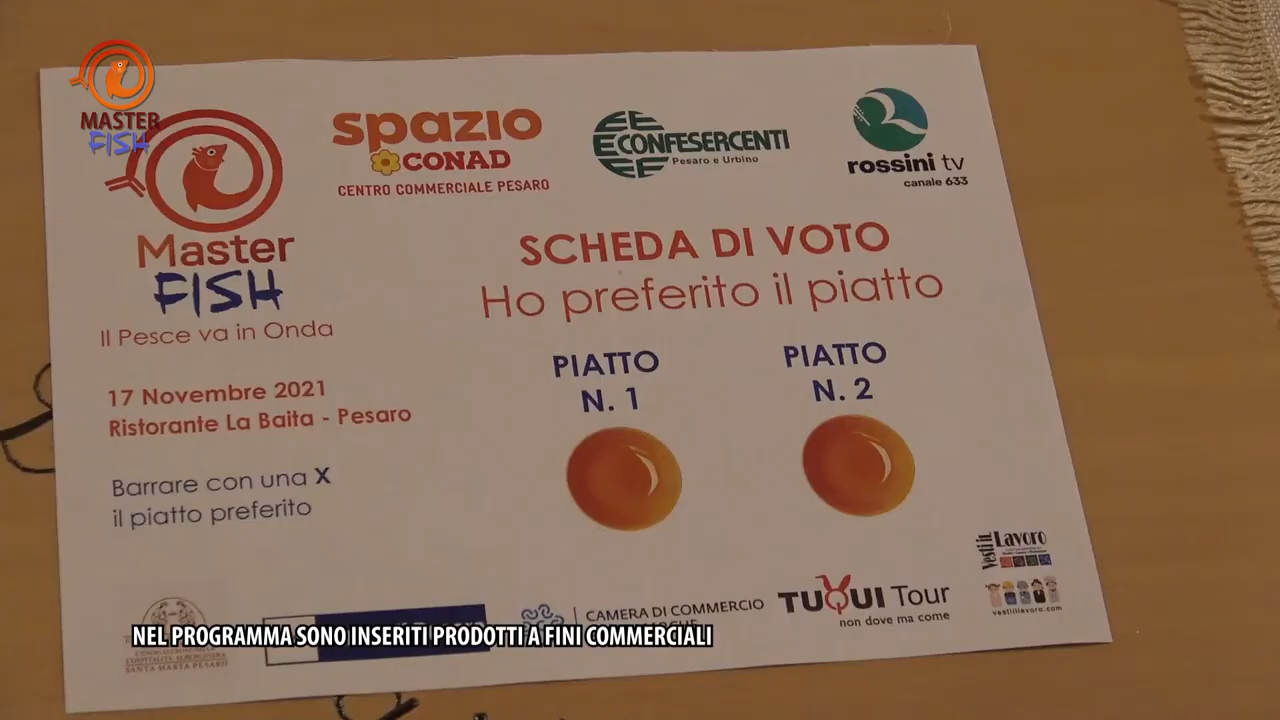 MASTER
FISH
spazio
CONAD
CENTRO COMMERCIALE PESARO
CONFESERCENTI
Pesaro e Urbino
rossini tv
canale 633
Master
FISH
Il Pesce va in Onda
SCHEDA DI VOTO
Ho preferito il piatto
17 Novembre 2021
Ristorante La Baita - Pesaro
PIATTO
N. 1
PIATTO
N. 2
Barrare con una X
il piatto preferito
Vesti il Lavoro
vestiillavoro.com
CAMERA DI COMMERCIO
TUQUI Tour
non dove ma come
NEL PROGRAMMA SONO INSERITI PRODOTTI A FINI COMMERCIALI
SANTA MARTA PESARO